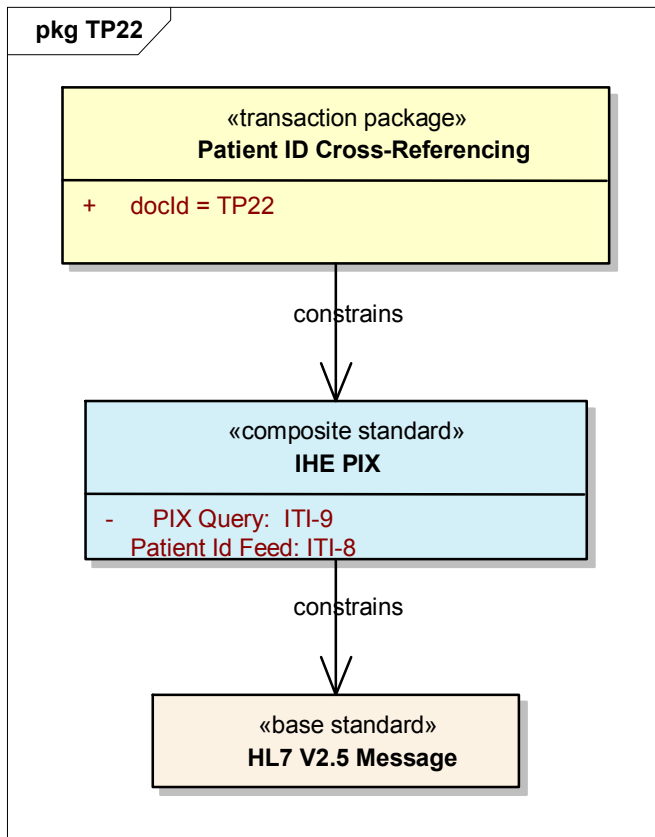 pkg TP22
«transaction package»
Patient ID Cross-Referencing
+ docId = TP22
constrains
«composite standard»
IHE PIX
- PIX Query: ITI-9
Patient Id Feed: ITI-8
constrains
«base standard»
HL7 V2.5 Message